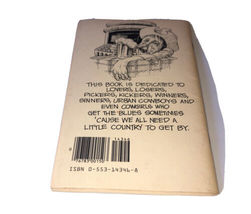 THIS BOOK IS DEDICATED TO
LOVERS, LOSERS,
PICKERS, KICKERS, WINNERS,
SINNERS, URBAN COWBOYS AND
EVEN COWGIRLS WHO
GET THE BLUES SOMETIMES
'CAUSE WE ALL NEED A
LITTLE COUNTRY TO GET BY.
ISBN 0-553-14346-8